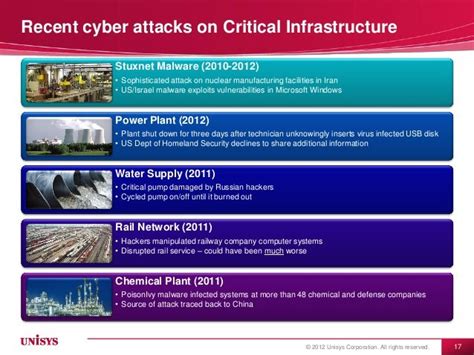 Recent cyber attacks on Critical Infrastructure
Stuxnet Malware (2010-2012)
• Sophisticated attack on nuclear manufacturing facilities in Iran
• US/Israel malware exploits vulnerabilities in Microsoft Windows
Power Plant (2012)
• Plant shut down for three days after technician unknowingly inserts virus infected USB disk
• US Dept of Homeland Security declines to share additional information
Water Supply (2011)
• Critical pump damaged by Russian hackers
• Cycled pump on/off until it burned out
Rail Network (2011)
• Hackers manipulated railway company computer systems
• Disrupted rail service – could have been much worse
Chemical Plant (2011)
• PoisonIvy malware infected systems at more than 48 chemical and defense companies
• Source of attack traced back to China
UNISYS
© 2012 Unisys Corporation. All rights reserved.
17